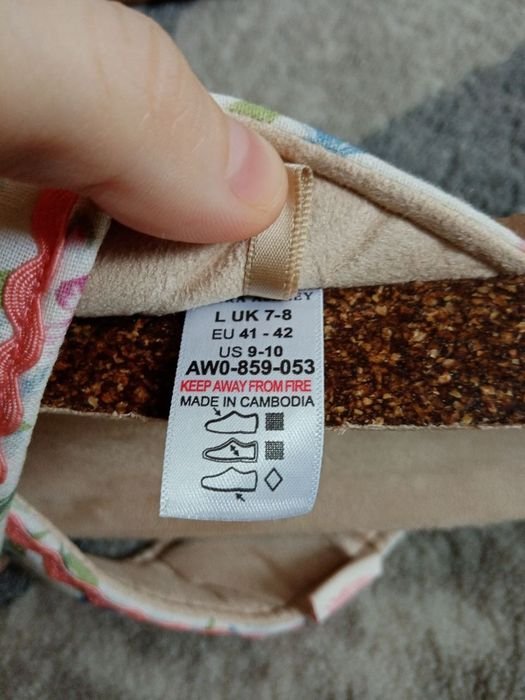 L UK 7-8
EU 41 - 42
US 9-10
AW0-859-053
KEEP AWAY FROM FIRE
MADE IN CAMBODIA